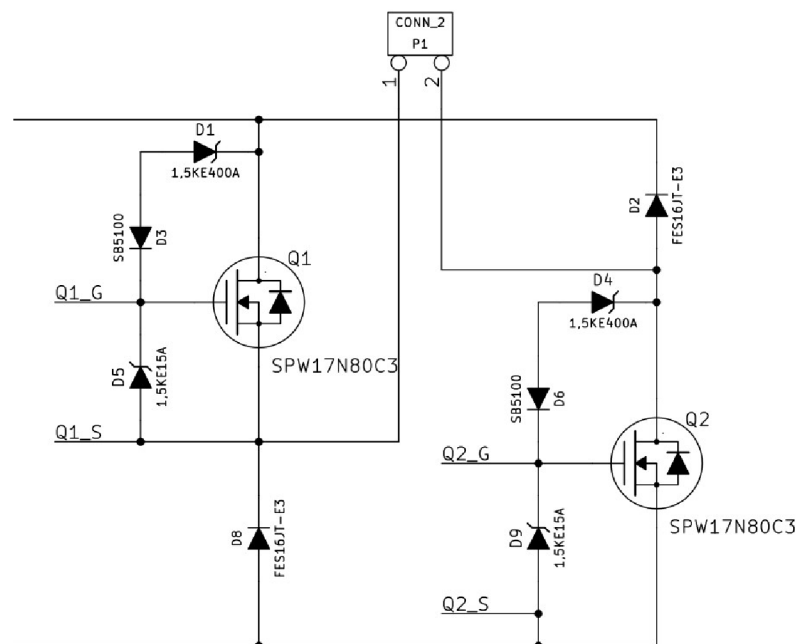 CONN_2
P1
1
2
D1
1,5KE400A
SB5100
D3
Q1
Q1_G
SPW17N80C3
D5
1,5KE15A
Q1_S
D8
FES16JT-E3
D2
FES16JT-E3
D4
1,5KE400A
SB5100
D6
Q2
Q2_G
SPW17N80C3
D9
1,5KE15A
Q2_S